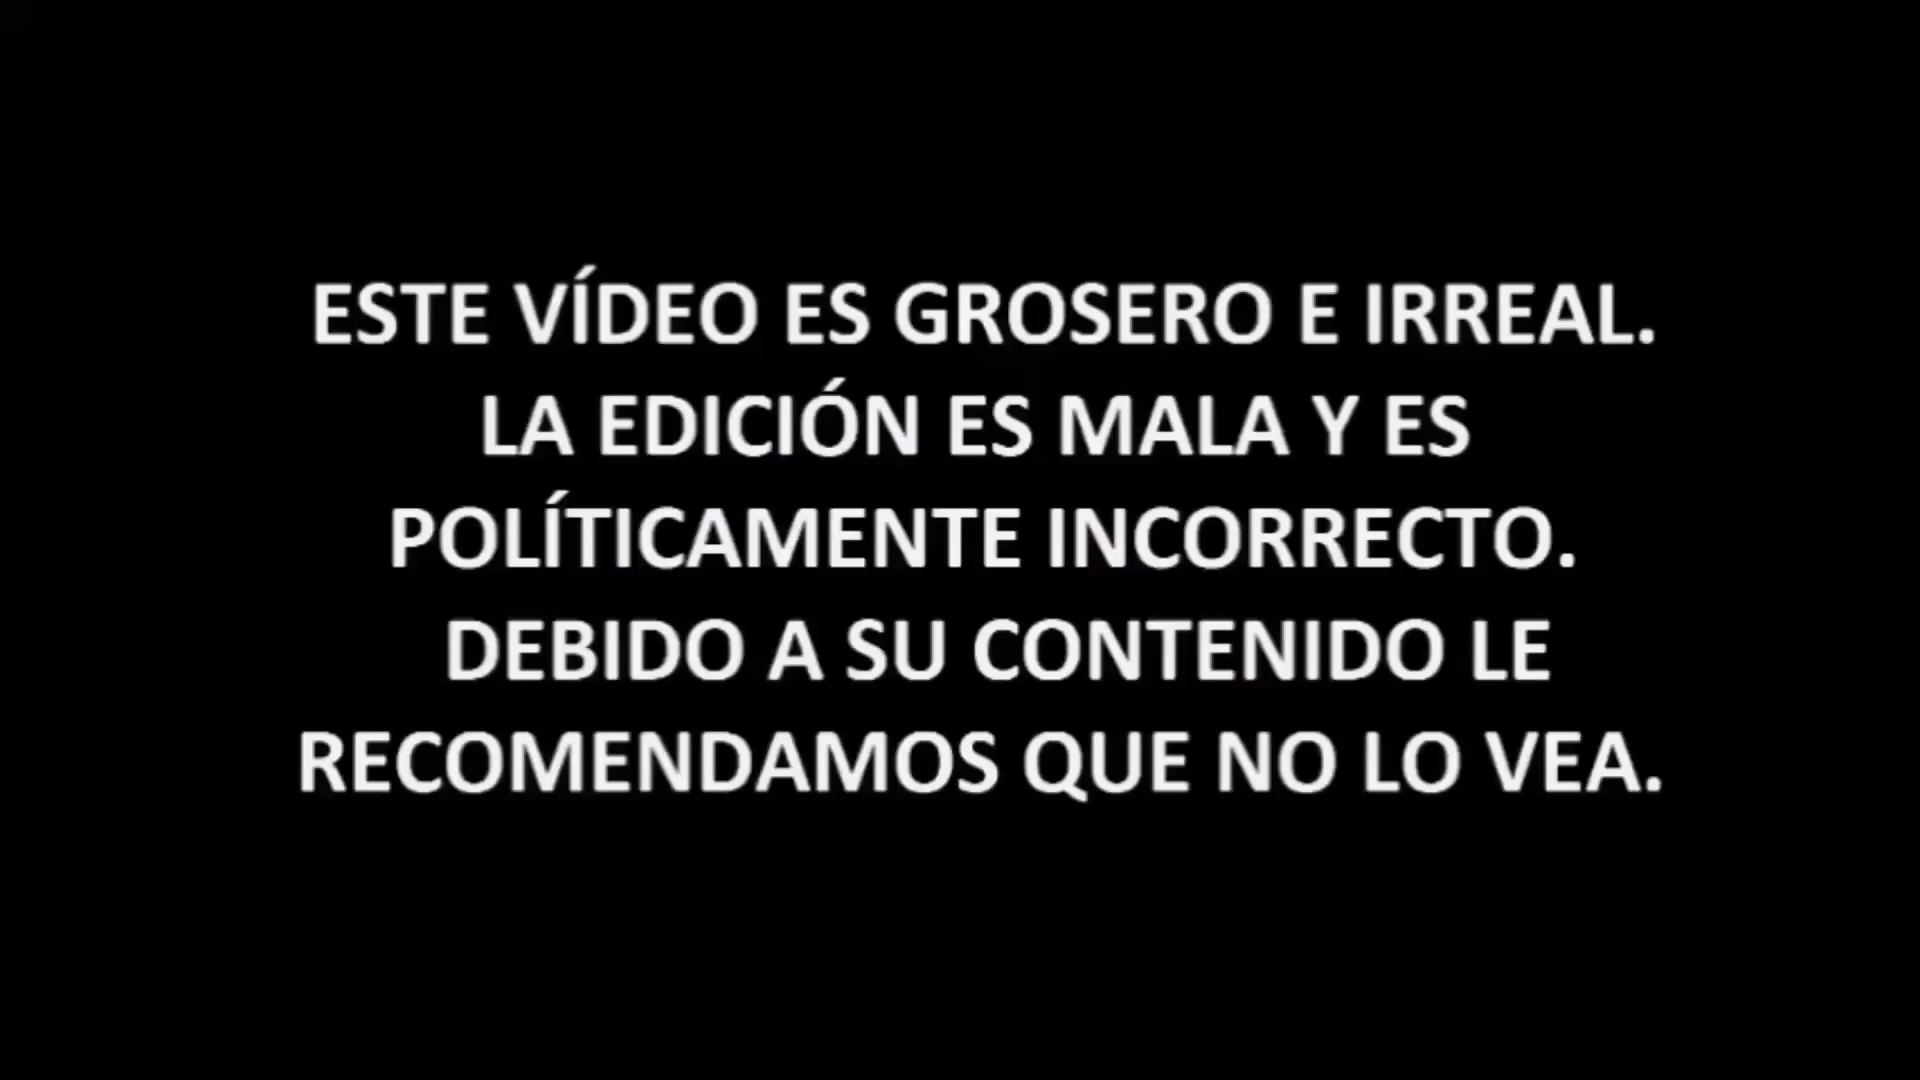 ESTE VÍDEO ES GROSERO E IRREAL.
LA EDICIÓN ES MALA Y ES
POLÍTICAMENTE INCORRECTO.
DEBIDO A SU CONTENIDO LE
RECOMENDAMOS QUE NO LO VEA.